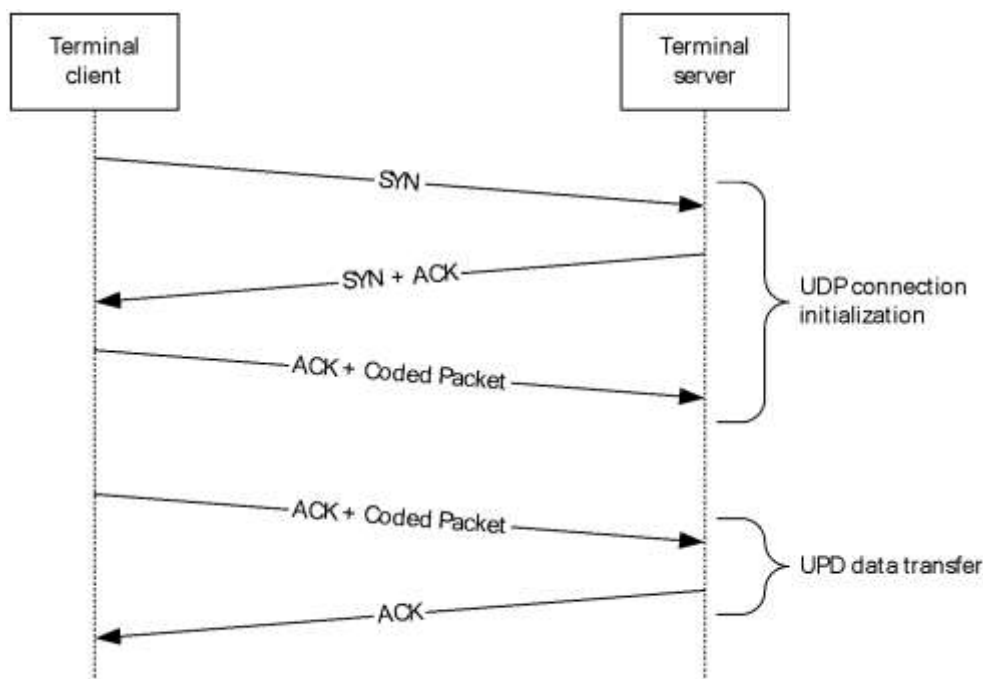 Terminal
client
Terminal
server
SYN
SYN + ACK
UDP connection
initialization
ACK + Coded Packet
ACK + Coded Packet
UPD data transfer
ACK